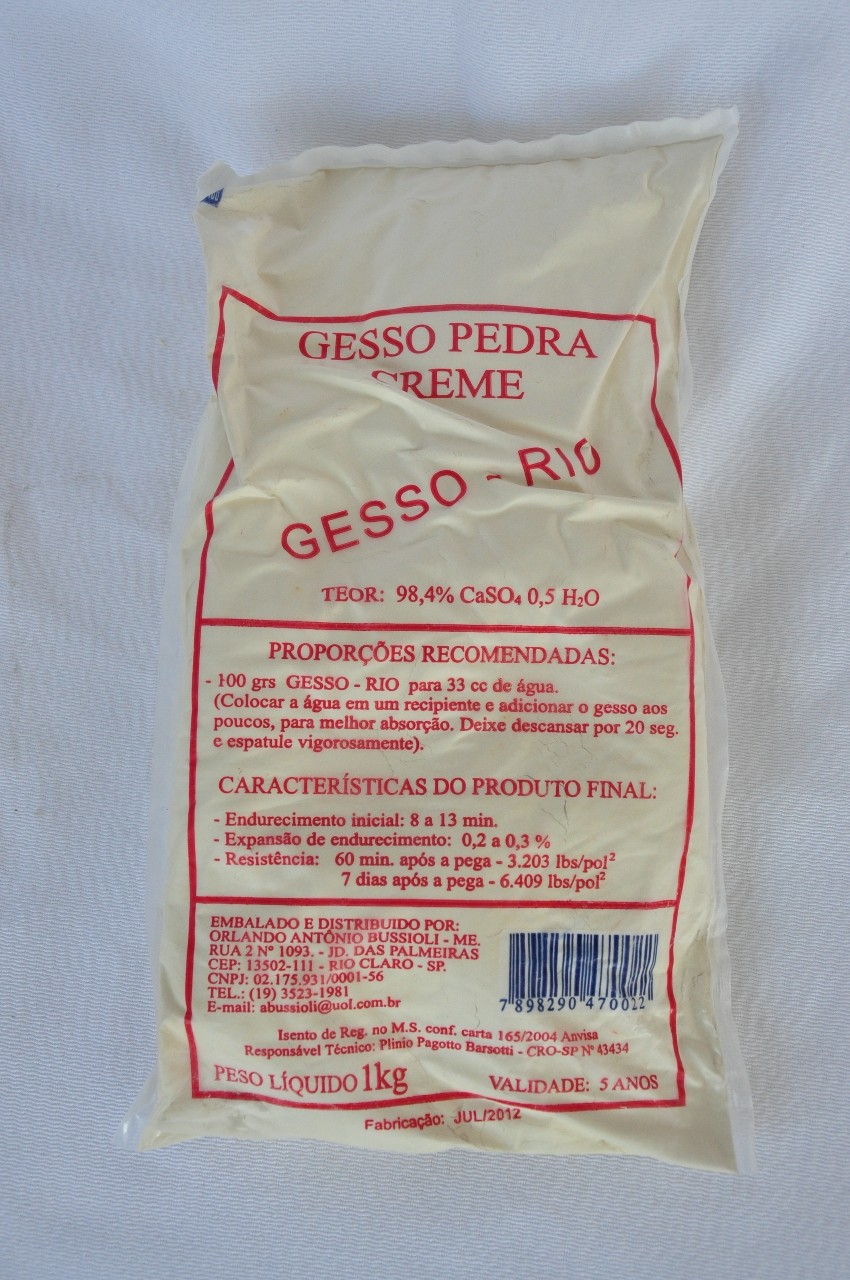 GESSO PEDRA
CREME
GESSO - RIO
TEOR: 98,4% CaSO₄ 0,5 H₂O
PROPORÇÕES RECOMENDADAS:
- 100 grs GESSO - RIO para 33 cc de água.
(Colocar a água em um recipiente e adicionar o gesso aos
poucos, para melhor absorção. Deixe descansar por 20 seg.
e espatule vigorosamente).
CARACTERÍSTICAS DO PRODUTO FINAL:
- Endurecimento inicial: 8 a 13 min.
- Expansão de endurecimento: 0,2 a 0,3 %
- Resistência: 60 min. após a pega - 3.203 lbs/pol²
7 dias após a pega - 6.409 lbs/pol²
EMBALADO E DISTRIBUIDO POR:
ORLANDO ANTÔNIO BUSSIOLI - ME.
RUA 2 Nº 1093. - JD. DAS PALMEIRAS
CEP: 13502-111 - RIO CLARO - SP.
CNPJ: 02.175.931/0001-56
TEL.: (19) 3523-1981
E-mail: abussioli@uol.com.br
7 898290 470022
Isento de Reg. no M.S. conf. carta 165/2004 Anvisa
Responsável Técnico: Plinio Pagotto Barsotti - CRO-SP Nº 43434
PESO LÍQUIDO 1kg
VALIDADE: 5 ANOS
Fabricação: JUL/2012